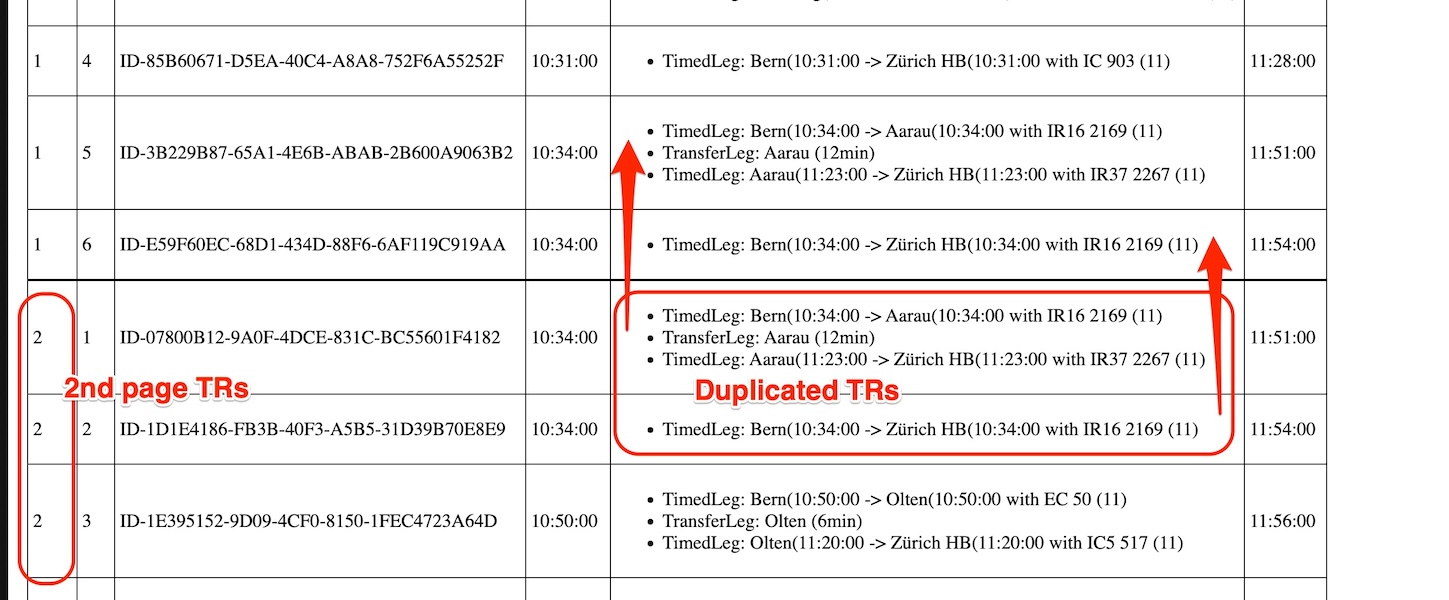 1 4 ID-85B60671-D5EA-40C4-A8A8-752F6A55252F 10:31:00 • TimedLeg: Bern(10:31:00 -> Zürich HB(10:31:00 with IC 903 (11) 11:28:00
• TimedLeg: Bern(10:34:00 -> Aarau(10:34:00 with IR16 2169 (11)
1 5 ID-3B229B87-65A1-4E6B-ABAB-2B600A9063B2 10:34:00 • TransferLeg: Aarau (12min) 11:51:00
• TimedLeg: Aarau(11:23:00 -> Zürich HB(11:23:00 with IR37 2267 (11)
1 6 ID-E59F60EC-68D1-434D-88F6-6AF119C919AA 10:34:00 • TimedLeg: Bern(10:34:00 -> Zürich HB(10:34:00 with IR16 2169 (11) 11:54:00
• TimedLeg: Bern(10:34:00 -> Aarau(10:34:00 with IR16 2169 (11)
2 1 ID-07800B12-9A0F-4DCE-831C-BC55601F4182 10:34:00 • TransferLeg: Aarau (12min) 11:51:00
• TimedLeg: Aarau(11:23:00 -> Zürich HB(11:23:00 with IR37 2267 (11)
2nd page TRs Duplicated TRs
2 2 ID-1D1E4186-FB3B-40F3-A5B5-31D39B70E8E9 10:34:00 • TimedLeg: Bern(10:34:00 -> Zürich HB(10:34:00 with IR16 2169 (11) 11:54:00
• TimedLeg: Bern(10:50:00 -> Olten(10:50:00 with EC 50 (11)
2 3 ID-1E395152-9D09-4CF0-8150-1FEC4723A64D 10:50:00 • TransferLeg: Olten (6min) 11:56:00
• TimedLeg: Olten(11:20:00 -> Zürich HB(11:20:00 with IC5 517 (11)